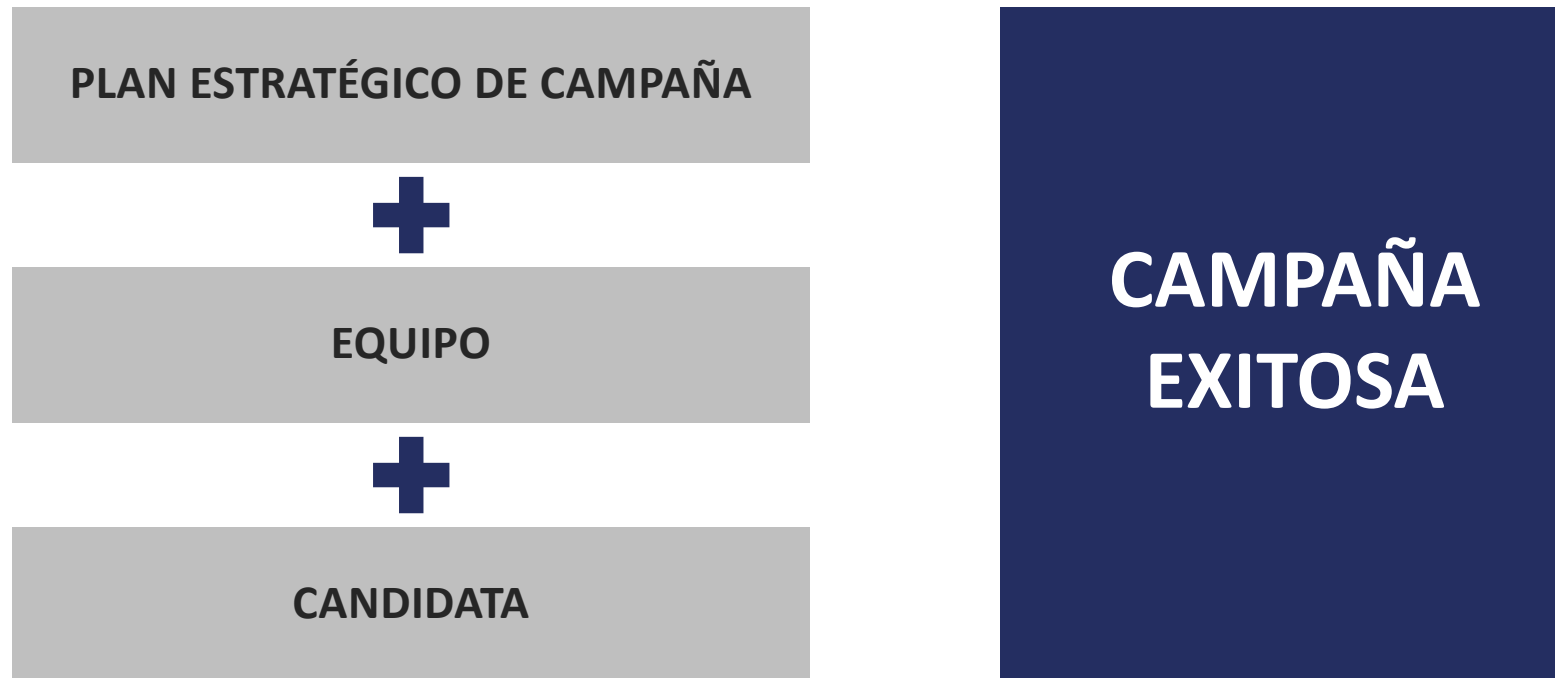 PLAN ESTRATÉGICO DE CAMPAÑA
EQUIPO
CANDIDATA
CAMPAÑA
EXITOSA